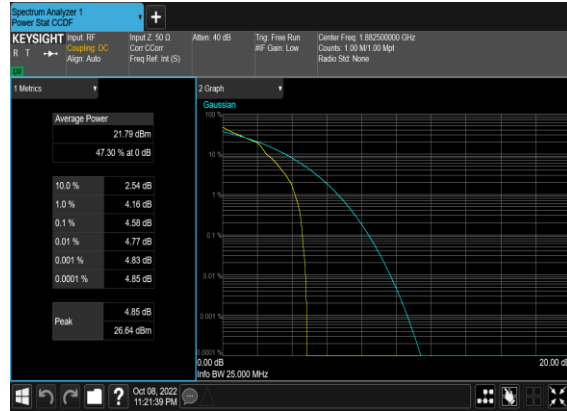 Spectrum Analyzer 1
Power Stat CCDF
KEYSIGHT
R T
LW
Input: RF
Coupling: DC
Align: Auto
Input Z: 50 Ω
Corr CCorr
Freq Ref: Int (S)
Atten: 40 dB
Trig: Free Run
#IF Gain: Low
Center Freq: 1.882500000 GHz
Counts: 1.00 M/1.00 Mpt
Radio Std: None
1 Metrics
Average Power
21.79 dBm
47.30 % at 0 dB
10.0 % 2.54 dB
1.0 % 4.16 dB
0.1 % 4.58 dB
0.01 % 4.77 dB
0.001 % 4.83 dB
0.0001 % 4.85 dB
Peak
4.85 dB
26.64 dBm
2 Graph
Gaussian
100 %
10 %
1 %
0.1 %
0.01 %
0.001 %
0.0001 %
0.00 dB
20.00 dB
Info BW 25.000 MHz
Oct 08, 2022
11:21:39 PM